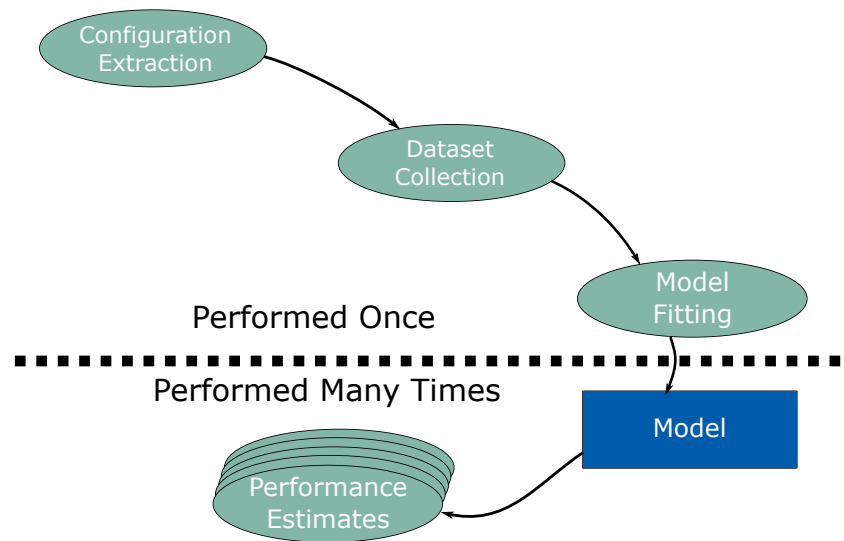 Configuration
Extraction
Dataset
Collection
Model
Fitting
Performed Once
Performed Many Times
Model
Performance
Estimates